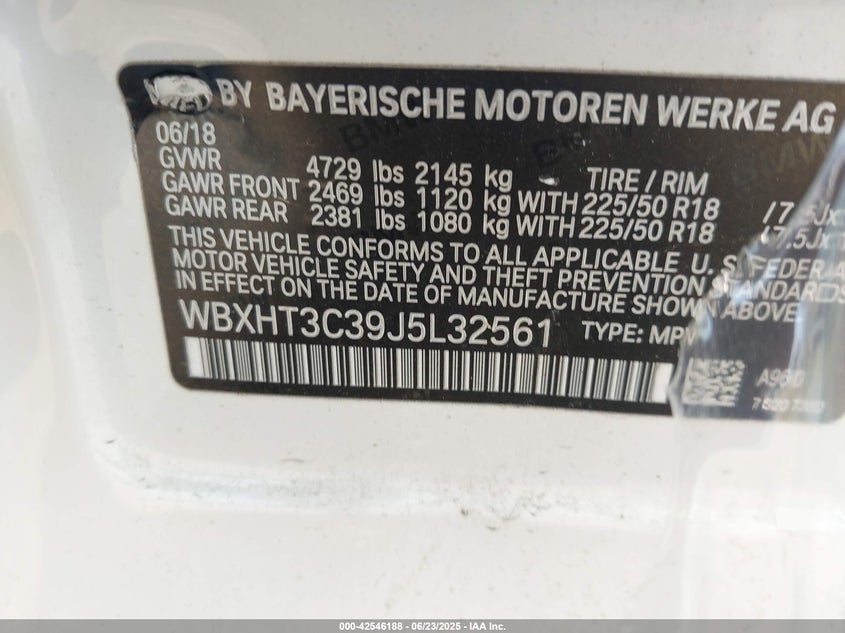 BY BAYERISCHE MOTOREN WERKE AG
06/18
GVWR 4729 lbs 2145 kg TIRE / RIM
GAWR FRONT 2469 lbs 1120 kg WITH 225/50 R18
GAWR REAR 2381 lbs 1080 kg WITH 225/50 R18
THIS VEHICLE CONFORMS TO ALL APPLICABLE U. S.
MOTOR VEHICLE SAFETY AND THEFT PREVENTION STANDARDS
IN EFFECT ON THE DATE OF MANUFACTURE SHOWN ABOVE.
WBXHT3C39J5L32561 TYPE: MPV
000-42546188 - 06/23/2025 - IAA Inc.